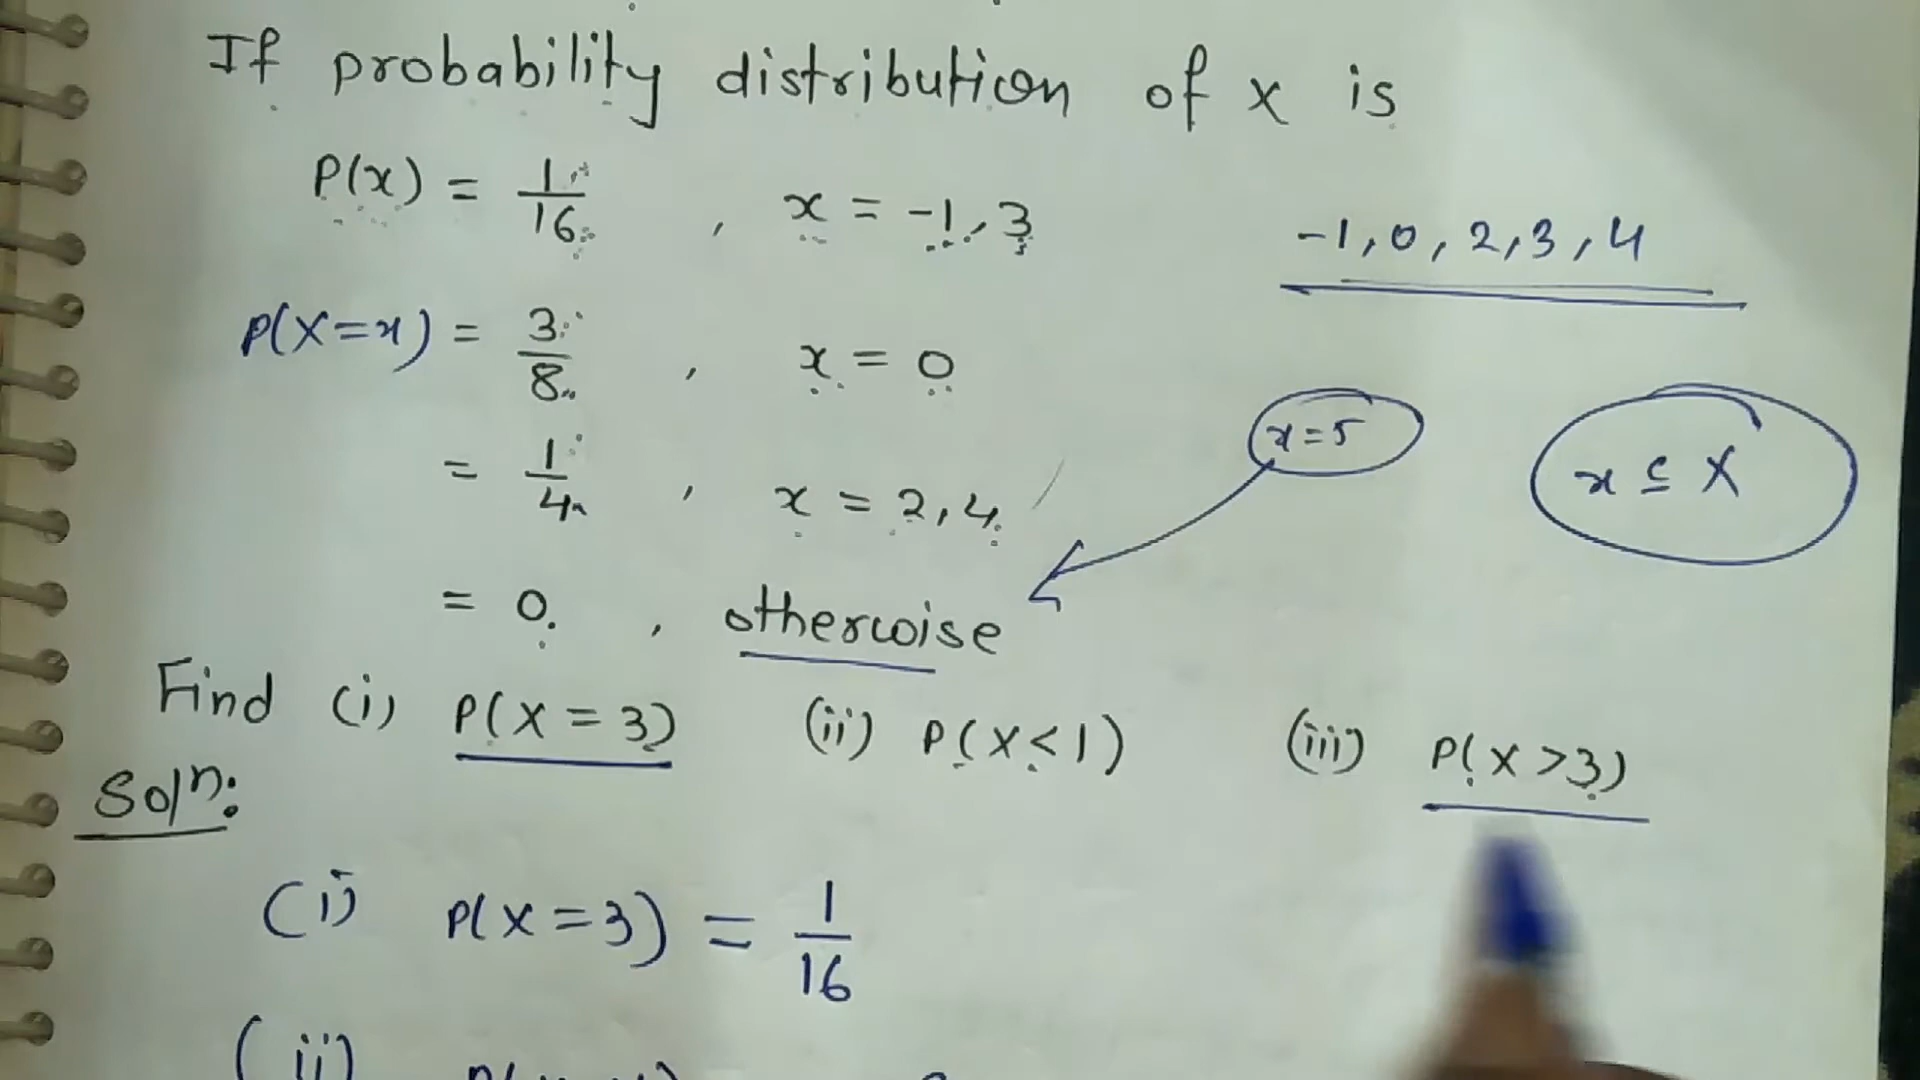 If probability distribution of x is
P(x) = 1/16 , x = -1, 3
-1, 0, 2, 3, 4
P(X=x) = 3/8 , x = 0
x=5
x ⊆ X
= 1/4 , x = 2, 4
= 0. , otherwise
Find (i) P(X = 3) (ii) P(X < 1) (iii) P(X > 3)
Solⁿ:
(i) P(X = 3) = 1/16
(ii)